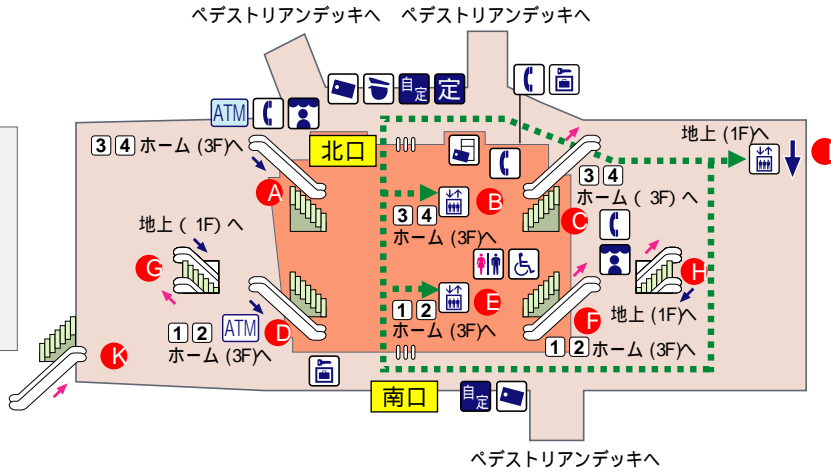 ペデストリアンデッキへ ペデストリアンデッキへ
自定 定
ATM
3 4 ホーム (3F)へ
北口
地上 (1F)へ
A
B
C
3 4
ホーム ( 3F) へ
3 4
ホーム (3F)へ
地上 ( 1F) へ
G
H
E
1 2
ホーム (3F)へ
D
F
地上 (1F)へ
1 2 ATM
ホーム (3F)へ
1 2 ホーム (3F)へ
K
南口
自定
ペデストリアンデッキへ